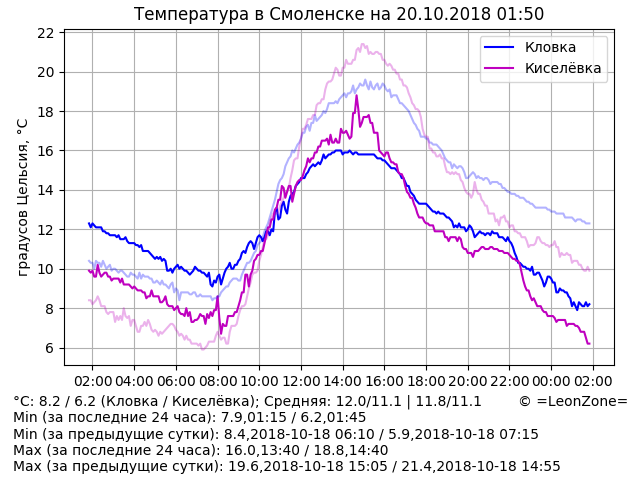 Температура в Смоленске на 20.10.2018 01:50
градусов Цельсия, °C
22
20
18
16
14
12
10
8
6
Кловка
Киселёвка
02:00 04:00 06:00 08:00 10:00 12:00 14:00 16:00 18:00 20:00 22:00 00:00 02:00
°C: 8.2 / 6.2 (Кловка / Киселёвка); Средняя: 12.0/11.1 | 11.8/11.1 © =LeonZone=
Min (за последние 24 часа): 7.9,01:15 / 6.2,01:45
Min (за предыдущие сутки): 8.4,2018-10-18 06:10 / 5.9,2018-10-18 07:15
Max (за последние 24 часа): 16.0,13:40 / 18.8,14:40
Max (за предыдущие сутки): 19.6,2018-10-18 15:05 / 21.4,2018-10-18 14:55